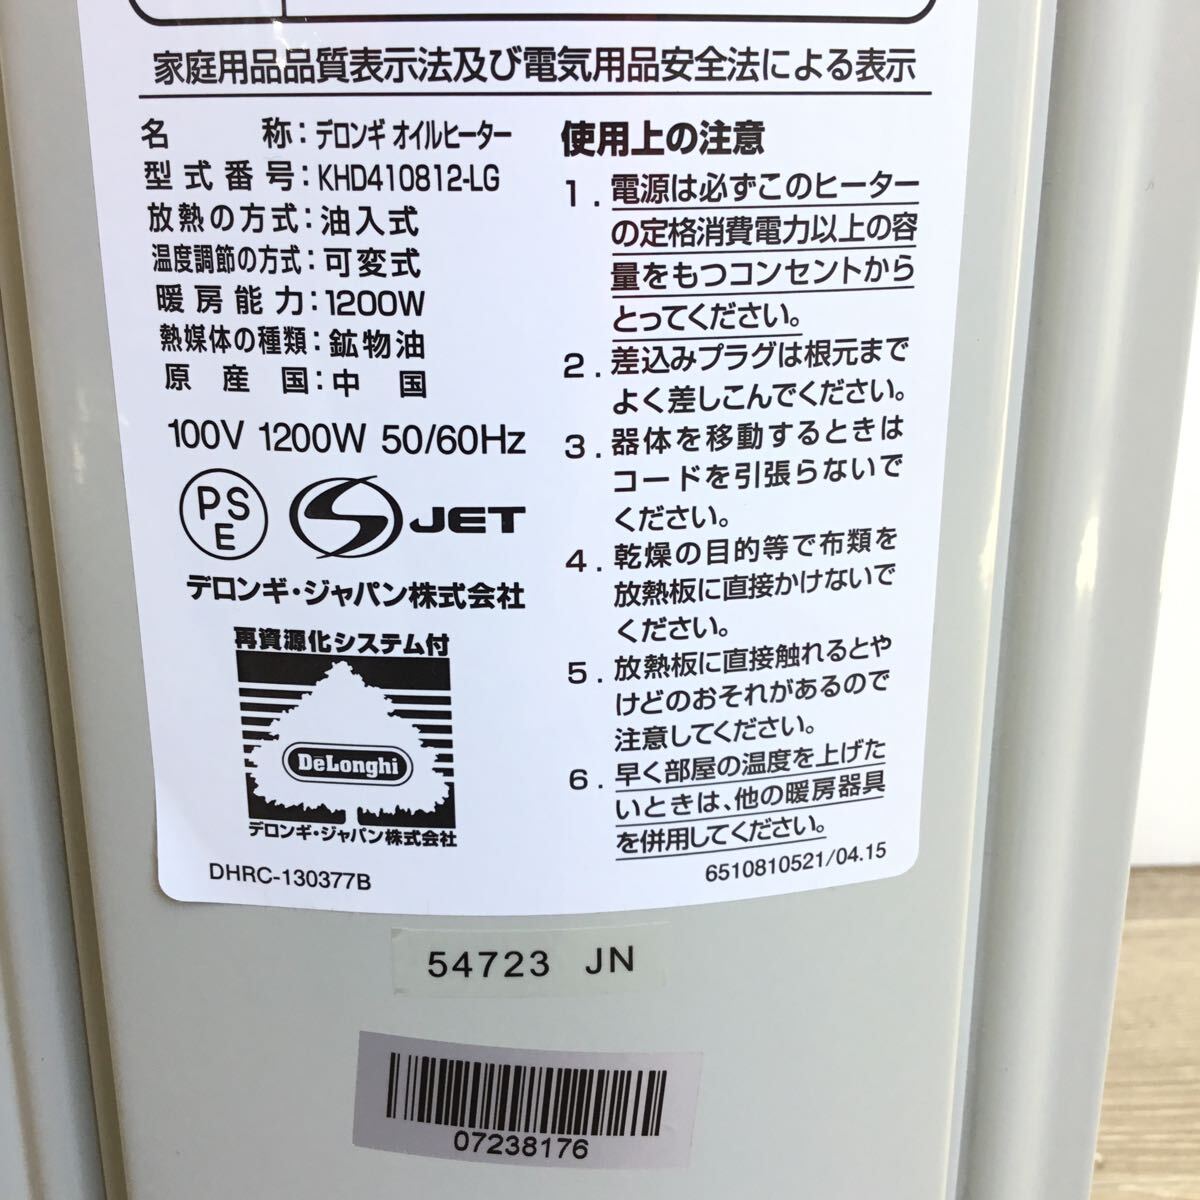 家庭用品品質表示法及び電気用品安全法による表示
名称：デロンギ オイルヒーター
型式番号：KHD410812-LG
放熱の方式：油入式
温度調節の方式：可変式
暖房能力：1200W
熱媒体の種類：鉱物油
原産国：中国
100V 1200W 50/60Hz
PS
E
JET
デロンギ・ジャパン株式会社
再資源化システム付
DeLonghi
デロンギ・ジャパン株式会社
DHRC-130377B
使用上の注意
1. 電源は必ずこのヒーター
の定格消費電力以上の容
量をもつコンセントから
とってください。
2. 差込みプラグは根元まで
よく差しこんでください。
3. 器体を移動するときは
コードを引張らないで
ください。
4. 乾燥の目的等で布類を
放熱板に直接かけないで
ください。
5. 放熱板に直接触れるとや
けどのおそれがあるので
注意してください。
6. 早く部屋の温度を上げた
いときは、他の暖房器具
を併用してください。
6510810521/04.15
54723 JN
07238176